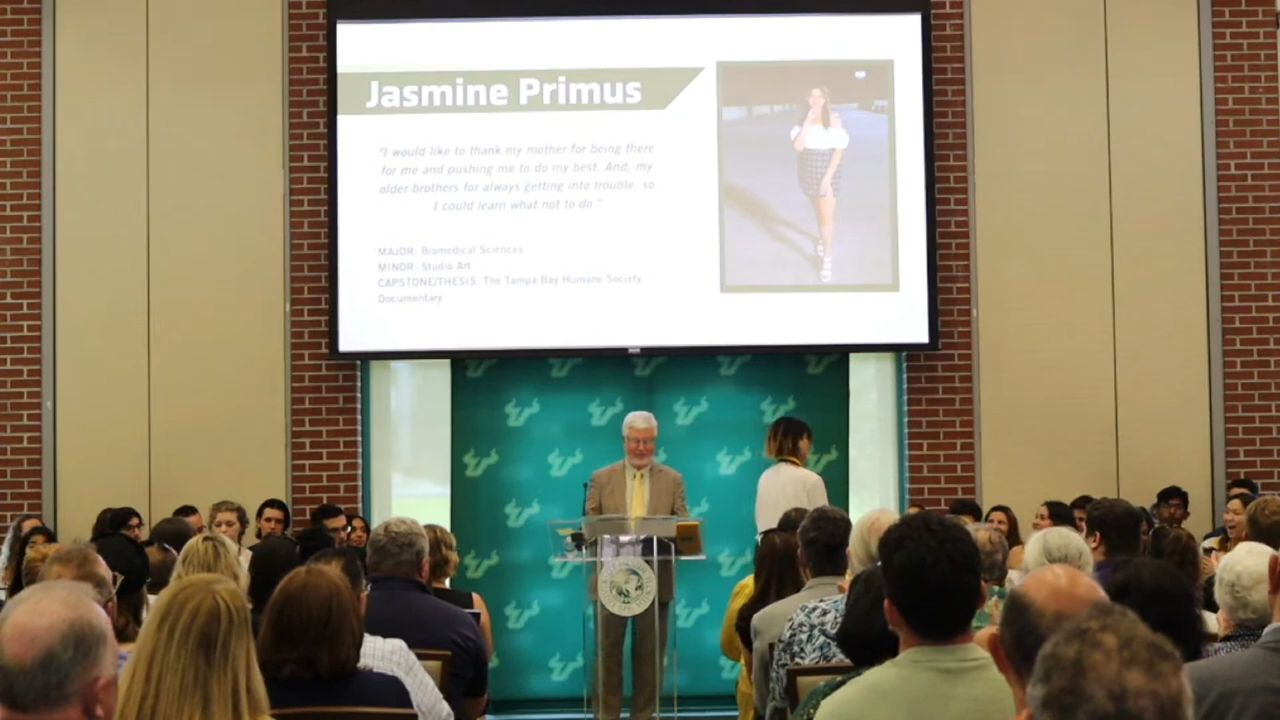 Jasmine Primus
"I would like to thank my mother for being there
for me and pushing me to do my best. And, my
older brothers for always getting into trouble, so
I could learn what not to do."
MAJOR: Biomedical Sciences
MINOR: Studio Art
CAPSTONE/THESIS: The Tampa Bay Humane Society -
Documentary